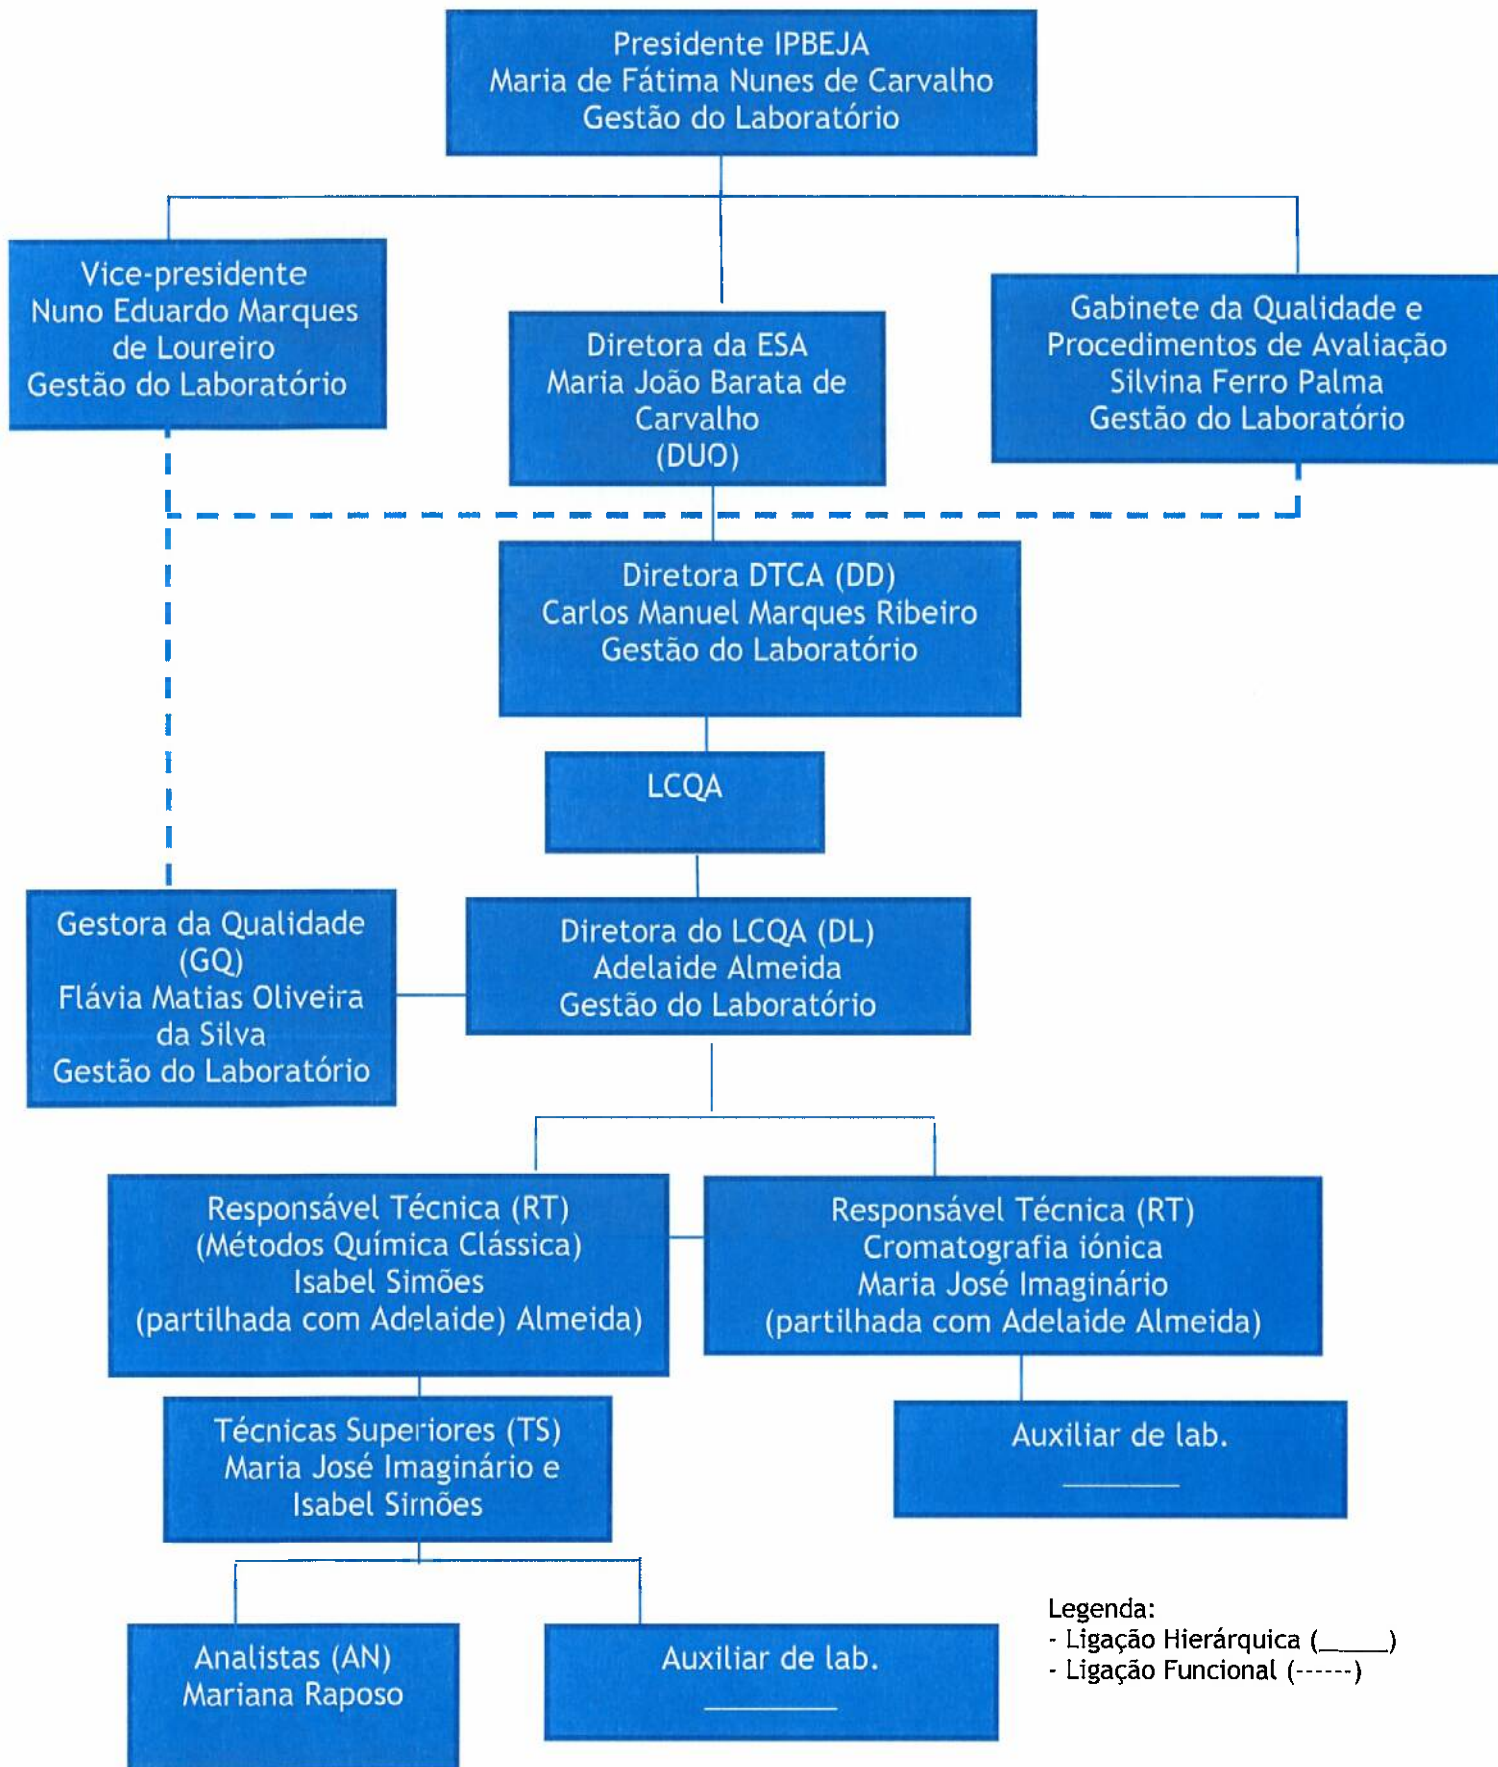 Presidente IPBEJA
Maria de Fátima Nunes de Carvalho
Gestão do Laboratório
Vice-presidente
Nuno Eduardo Marques
de Loureiro
Gestão do Laboratório
Diretora da ESA
Maria João Barata de
Carvalho
(DUO)
Gabinete da Qualidade e
Procedimentos de Avaliação
Silvina Ferro Palma
Gestão do Laboratório
Diretora DTCA (DD)
Carlos Manuel Marques Ribeiro
Gestão do Laboratório
LCQA
Gestora da Qualidade
(GQ)
Flávia Matias Oliveira
da Silva
Gestão do Laboratório
Diretora do LCQA (DL)
Adelaide Almeida
Gestão do Laboratório
Responsável Técnica (RT)
(Métodos Química Clássica)
Isabel Simões
(partilhada com Adelaide) Almeida)
Responsável Técnica (RT)
Cromatografia iónica
Maria José Imaginário
(partilhada com Adelaide Almeida)
Técnicas Superiores (TS)
Maria José Imaginário e
Isabel Simões
Auxiliar de lab.
________
Analistas (AN)
Mariana Raposo
Auxiliar de lab.
_________
Legenda:
- Ligação Hierárquica (_____)
- Ligação Funcional (------)